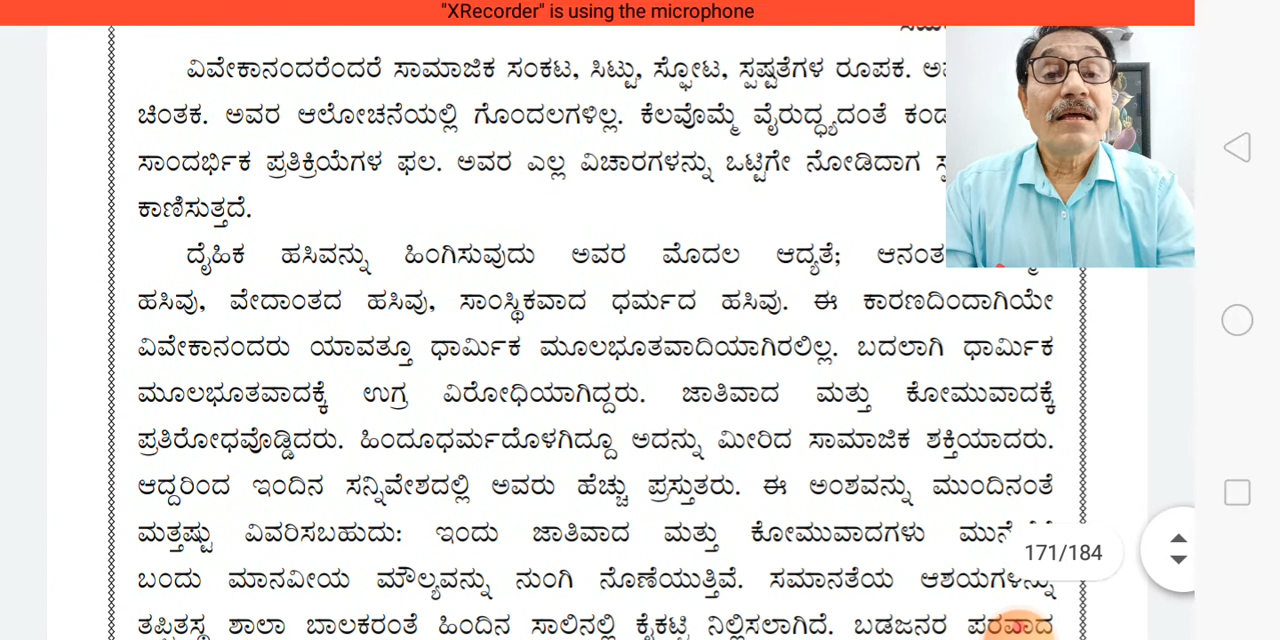 "XRecorder" is using the microphone
ವಿವೇಕಾನಂದರೆಂದರೆ ಸಾಮಾಜಿಕ ಸಂಕಟ, ಸಿಟ್ಟು, ಸ್ಫೋಟ, ಸ್ಪಷ್ಟತೆಗಳ ರೂಪಕ.
ಚಿಂತಕ. ಅವರ ಆಲೋಚನೆಯಲ್ಲಿ ಗೊಂದಲಗಳಿಲ್ಲ. ಕೆಲವೊಮ್ಮೆ ವೈರುದ್ಧ್ಯದಂತೆ
ಸಾಂದರ್ಭಿಕ ಪ್ರತಿಕ್ರಿಯೆಗಳ ಫಲ. ಅವರ ಎಲ್ಲ ವಿಚಾರಗಳನ್ನು ಒಟ್ಟಿಗೇ ನೋಡಿದಾಗ
ಕಾಣಿಸುತ್ತದೆ.
ದೈಹಿಕ ಹಸಿವನ್ನು ಹಿಂಗಿಸುವುದು ಅವರ ಮೊದಲ ಆದ್ಯತೆ;
ಹಸಿವು, ವೇದಾಂತದ ಹಸಿವು, ಸಾಂಸ್ಥಿಕವಾದ ಧರ್ಮದ ಹಸಿವು. ಈ ಕಾರಣದಿಂದಾಗಿಯೇ
ವಿವೇಕಾನಂದರು ಯಾವತ್ತೂ ಧಾರ್ಮಿಕ ಮೂಲಭೂತವಾದಿಯಾಗಿರಲಿಲ್ಲ. ಬದಲಾಗಿ ಧಾರ್ಮಿಕ
ಮೂಲಭೂತವಾದಕ್ಕೆ ಉಗ್ರ ವಿರೋಧಿಯಾಗಿದ್ದರು. ಜಾತಿವಾದ ಮತ್ತು ಕೋಮುವಾದಕ್ಕೆ
ಪ್ರತಿರೋಧವೊಡ್ಡಿದರು. ಹಿಂದೂಧರ್ಮದೊಳಗಿದ್ದೂ ಅದನ್ನು ಮೀರಿದ ಸಾಮಾಜಿಕ ಶಕ್ತಿಯಾದರು.
ಆದ್ದರಿಂದ ಇಂದಿನ ಸನ್ನಿವೇಶದಲ್ಲಿ ಅವರು ಹೆಚ್ಚು ಪ್ರಸ್ತುತರು. ಈ ಅಂಶವನ್ನು ಮುಂದಿನಂತೆ
ಮತ್ತಷ್ಟು ವಿವರಿಸಬಹುದು: ಇಂದು ಜಾತಿವಾದ ಮತ್ತು ಕೋಮುವಾದಗಳು
171/184
ಬಂದು ಮಾನವೀಯ ಮೌಲ್ಯವನ್ನು ನುಂಗಿ ನೊಣೆಯುತ್ತಿವೆ. ಸಮಾನತೆಯ ಆಶಯಗಳನ್ನು
ತಪ್ಪಿತಸ್ಥ ಶಾಲಾ ಬಾಲಕರಂತೆ ಹಿಂದಿನ ಸಾಲಿನಲ್ಲಿ ಕೈಕಟ್ಟಿ ನಿಲ್ಲಿಸಲಾಗಿದೆ. ಬಡಜನರ ಪರವಾದ